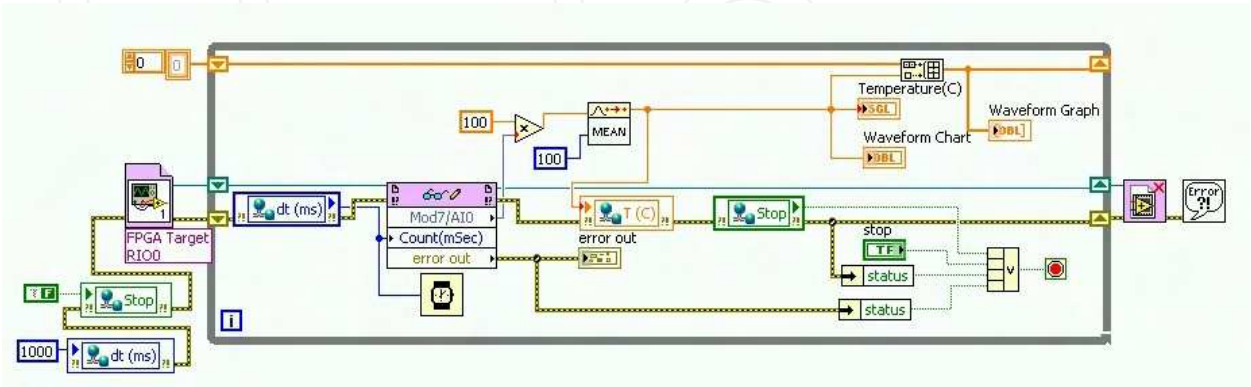 0 0
Temperature(C)
SGL
Waveform Graph
DBL]
100
MEAN
Waveform Chart
DBL
100
1
FPGA Target
RIO0
dt (ms)
Mod7/AI0
Count(mSec)
error out
T (C)
error out
Stop
stop
TF
status
status
v
Error
?!
F
Stop
1000
dt (ms)
i